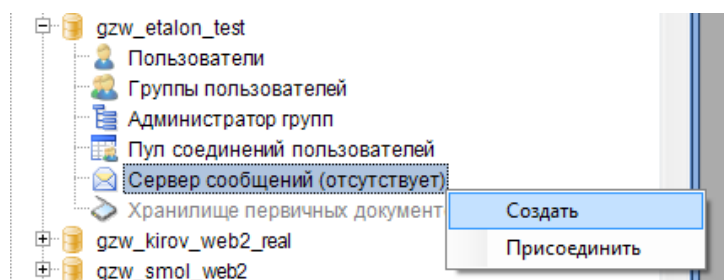 gzw_etalon_test
Пользователи
Группы пользователей
Администратор групп
Пул соединений пользователей
Сервер сообщений (отсутствует)
Хранилище первичных документ
Создать
Присоединить
gzw_kirov_web2_real
gzw_smol_web2